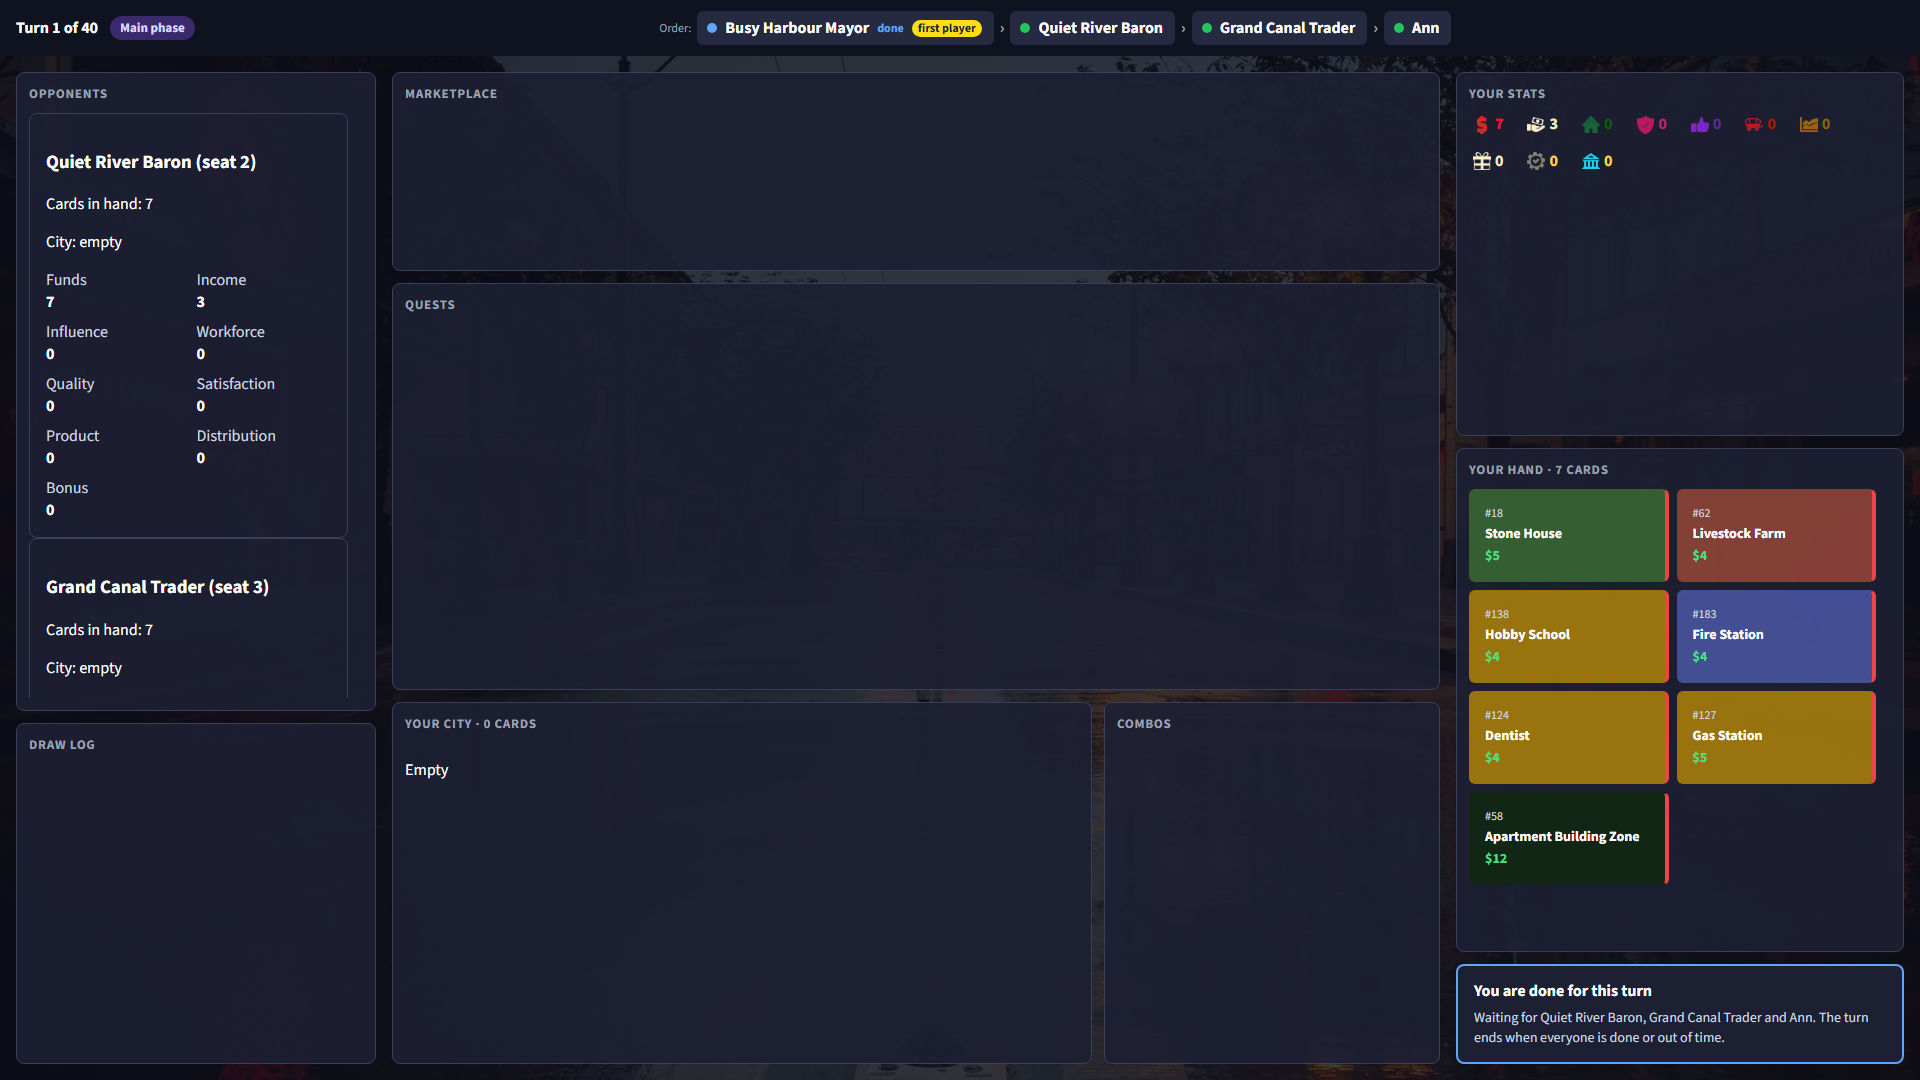 Turn 1 of 40 Main phase
Order: Busy Harbour Mayor done first player › Quiet River Baron › Grand Canal Trader › Ann
OPPONENTS
Quiet River Baron (seat 2)
Cards in hand: 7
City: empty
Funds Income
7 3
Influence Workforce
0 0
Quality Satisfaction
0 0
Product Distribution
0 0
Bonus
0
Grand Canal Trader (seat 3)
Cards in hand: 7
City: empty
DRAW LOG
MARKETPLACE
QUESTS
YOUR CITY · 0 CARDS
Empty
COMBOS
YOUR STATS
7 3 0 0 0 0 0
0 0 0
YOUR HAND · 7 CARDS
#18
Stone House
$5
#62
Livestock Farm
$4
#138
Hobby School
$4
#183
Fire Station
$4
#124
Dentist
$4
#127
Gas Station
$5
#58
Apartment Building Zone
$12
You are done for this turn
Waiting for Quiet River Baron, Grand Canal Trader and Ann. The turn
ends when everyone is done or out of time.